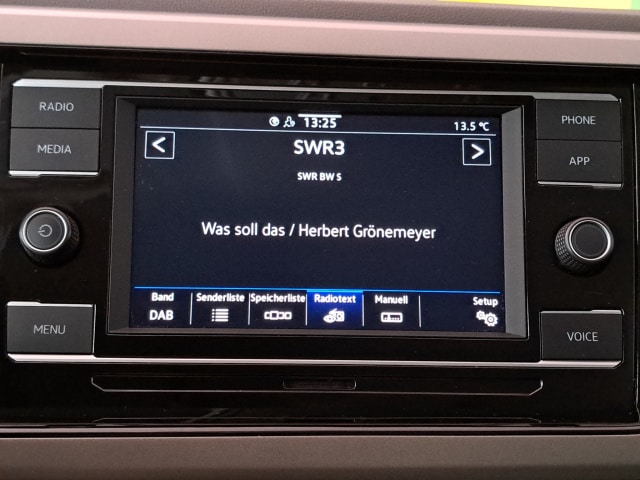 RADIO
MEDIA
MENU
PHONE
APP
VOICE
13:25
13.5 °C
<
SWR3
>
SWR BW S
Was soll das / Herbert Grönemeyer
Band Senderliste Speicherliste Radiotext Manuell Setup
DAB